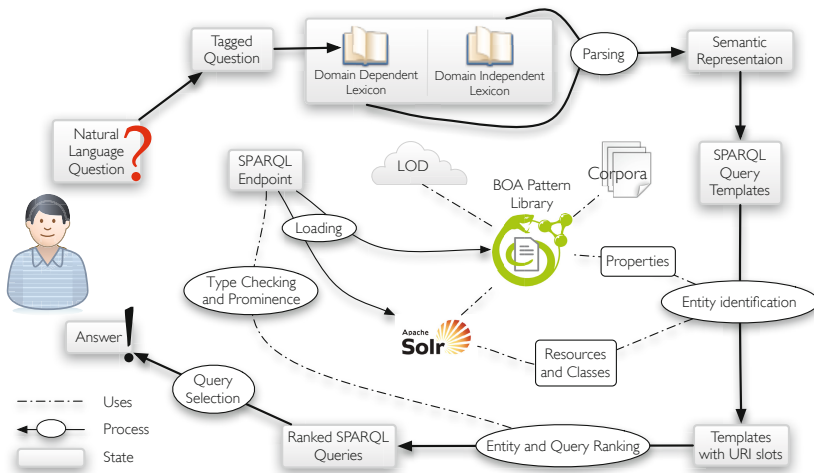 Tagged
Question
Domain Dependent
Lexicon
Domain Independent
Lexicon
Parsing
Semantic
Representaion
Natural
Language
Question
?
SPARQL
Endpoint
LOD
Corpora
BOA Pattern
Library
SPARQL
Query
Templates
Loading
Properties
Type Checking
and Prominence
Entity identification
Apache
Solr
Resources
and Classes
Answer
!
Query
Selection
Uses
Process
State
Ranked SPARQL
Queries
Entity and Query Ranking
Templates
with URI slots